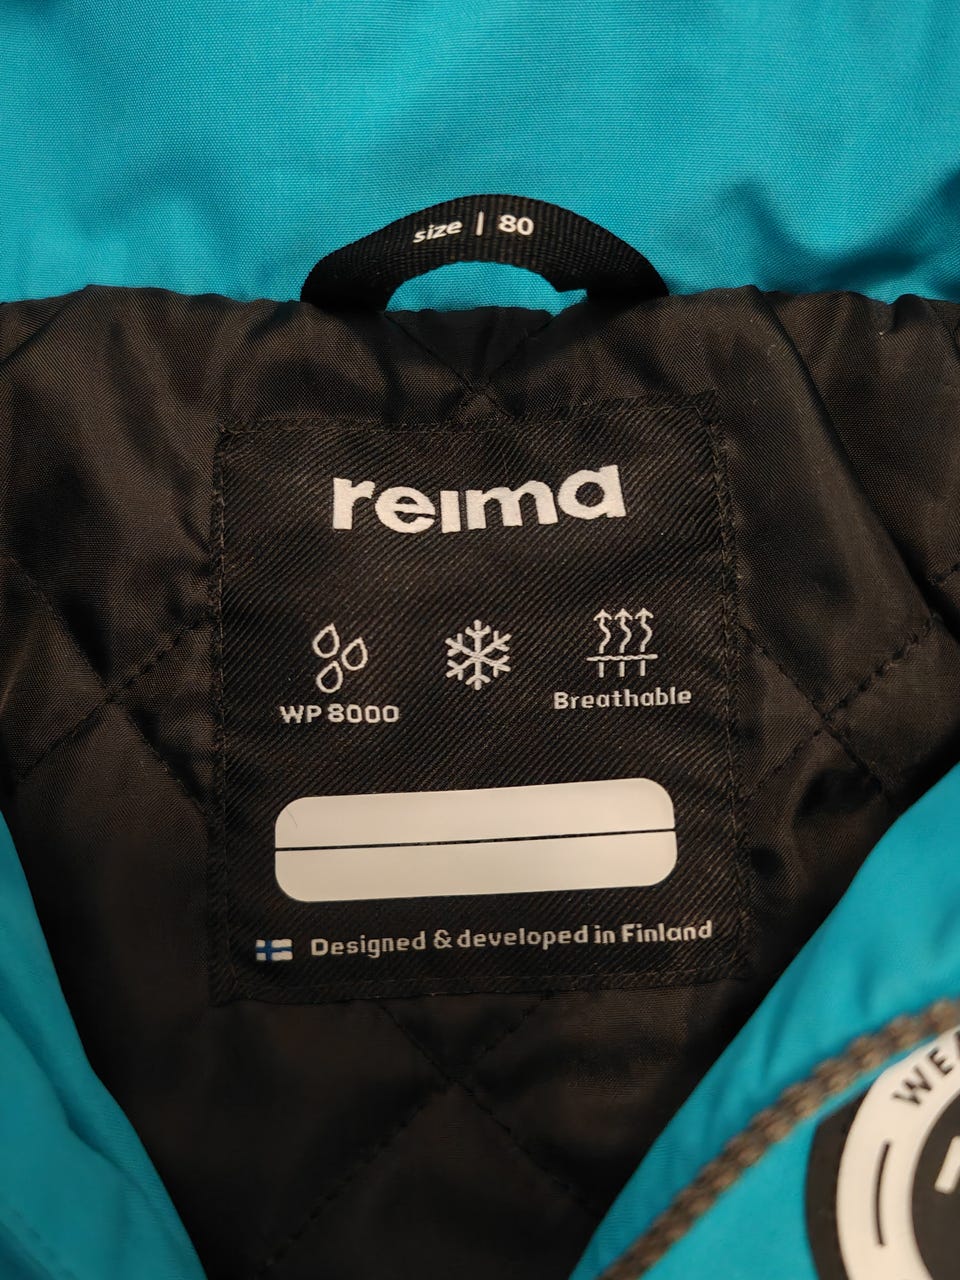 size | 80
reima
WP 8000
Breathable
Designed & developed in Finland